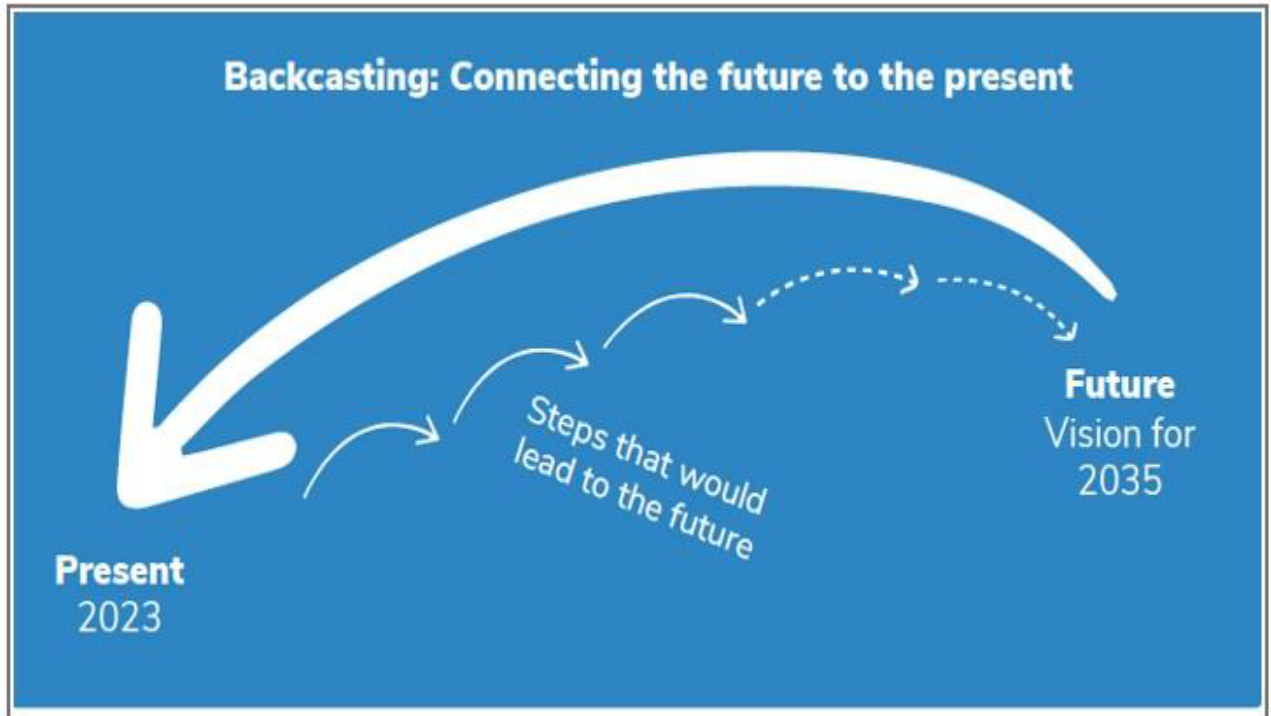 Backcasting: Connecting the future to the present
Steps that would
lead to the future
Future
Vision for
2035
Present
2023